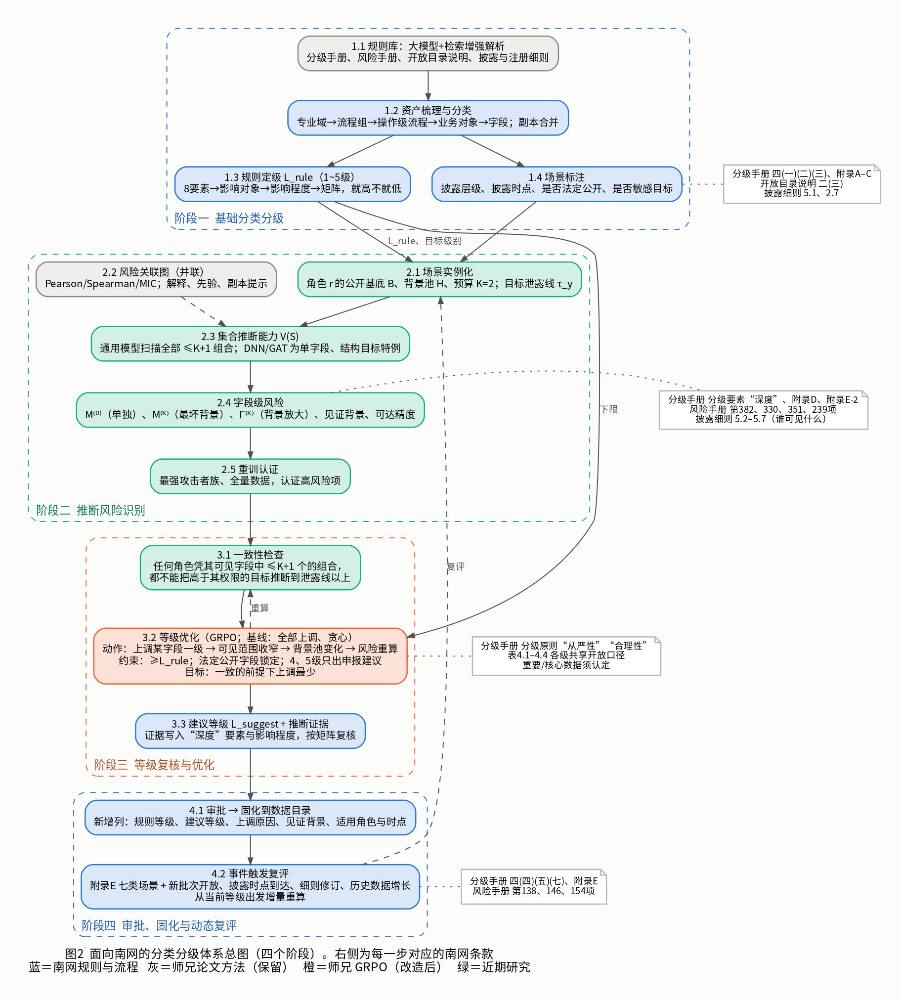 1.1 规则库：大模型+检索增强解析
分级手册、风险手册、开放目录说明、披露与注册细则
1.2 资产梳理与分类
专业域→流程组→操作级流程→业务对象→字段；副本合并
1.3 规则定级 L_rule（1~5级）
8要素→影响对象→影响程度→矩阵，就高不就低
1.4 场景标注
披露层级、披露时点、是否法定公开、是否敏感目标
分级手册 四(一)(二)(三)、附录A–C
开放目录说明 二(三)
披露细则 5.1、2.7
阶段一 基础分类分级
L_rule、目标级别
2.2 风险关联图（并联）
Pearson/Spearman/MIC；解释、先验、副本提示
2.1 场景实例化
角色 r 的公开基底 B、背景池 H、预算 K=2；目标泄露线 τ_y
2.3 集合推断能力 V(S)
通用模型扫描全部 ≤K+1 组合；DNN/GAT 为单字段、结构目标特例
2.4 字段级风险
M⁽⁰⁾（单独）、M⁽ᴷ⁾（最坏背景）、Γ⁽ᴷ⁾（背景放大）、见证背景、可达精度
下限
分级手册 分级要素“深度”、附录D、附录E-2
风险手册 第382、330、351、239项
披露细则 5.2–5.7（谁可见什么）
2.5 重训认证
最强攻击者族、全量数据，认证高风险项
阶段二 推断风险识别
3.1 一致性检查
任何角色凭其可见字段中 ≤K+1 个的组合，
都不能把高于其权限的目标推断到泄露线以上
复评
重算
3.2 等级优化（GRPO；基线：全部上调、贪心）
动作：上调某字段一级 → 可见范围收窄 → 背景池变化 → 风险重算
约束：≥L_rule；法定公开字段锁定；4、5级只出申报建议
目标：一致的前提下上调最少
分级手册 分级原则“从严性”“合理性”
表4.1–4.4 各级共享开放口径
重要/核心数据须认定
3.3 建议等级 L_suggest + 推断证据
证据写入“深度”要素与影响程度，按矩阵复核
阶段三 等级复核与优化
4.1 审批 → 固化到数据目录
新增列：规则等级、建议等级、上调原因、见证背景、适用角色与时点
4.2 事件触发复评
附录E 七类场景 + 新批次开放、披露时点到达、细则修订、历史数据增长
从当前等级出发增量重算
分级手册 四(四)(五)(七)、附录E
风险手册 第138、146、154项
阶段四 审批、固化与动态复评
图2 面向南网的分类分级体系总图（四个阶段）。右侧为每一步对应的南网条款
蓝＝南网规则与流程 灰＝师兄论文方法（保留） 橙＝师兄 GRPO（改造后） 绿＝近期研究